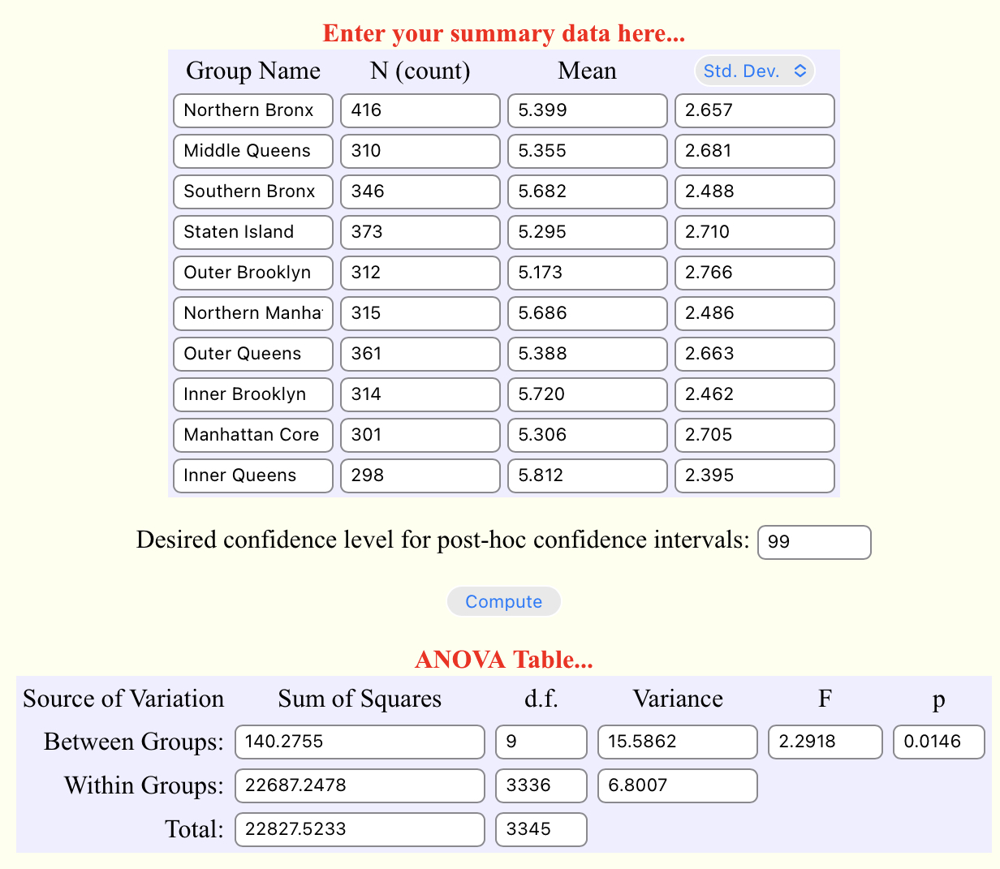 Enter your summary data here...
Group Name N (count) Mean Std. Dev.
Northern Bronx 416 5.399 2.657
Middle Queens 310 5.355 2.681
Southern Bronx 346 5.682 2.488
Staten Island 373 5.295 2.710
Outer Brooklyn 312 5.173 2.766
Northern Manha 315 5.686 2.486
Outer Queens 361 5.388 2.663
Inner Brooklyn 314 5.720 2.462
Manhattan Core 301 5.306 2.705
Inner Queens 298 5.812 2.395
Desired confidence level for post-hoc confidence intervals: 99
Compute
ANOVA Table...
Source of Variation Sum of Squares d.f. Variance F p
Between Groups: 140.2755 9 15.5862 2.2918 0.0146
Within Groups: 22687.2478 3336 6.8007
Total: 22827.5233 3345